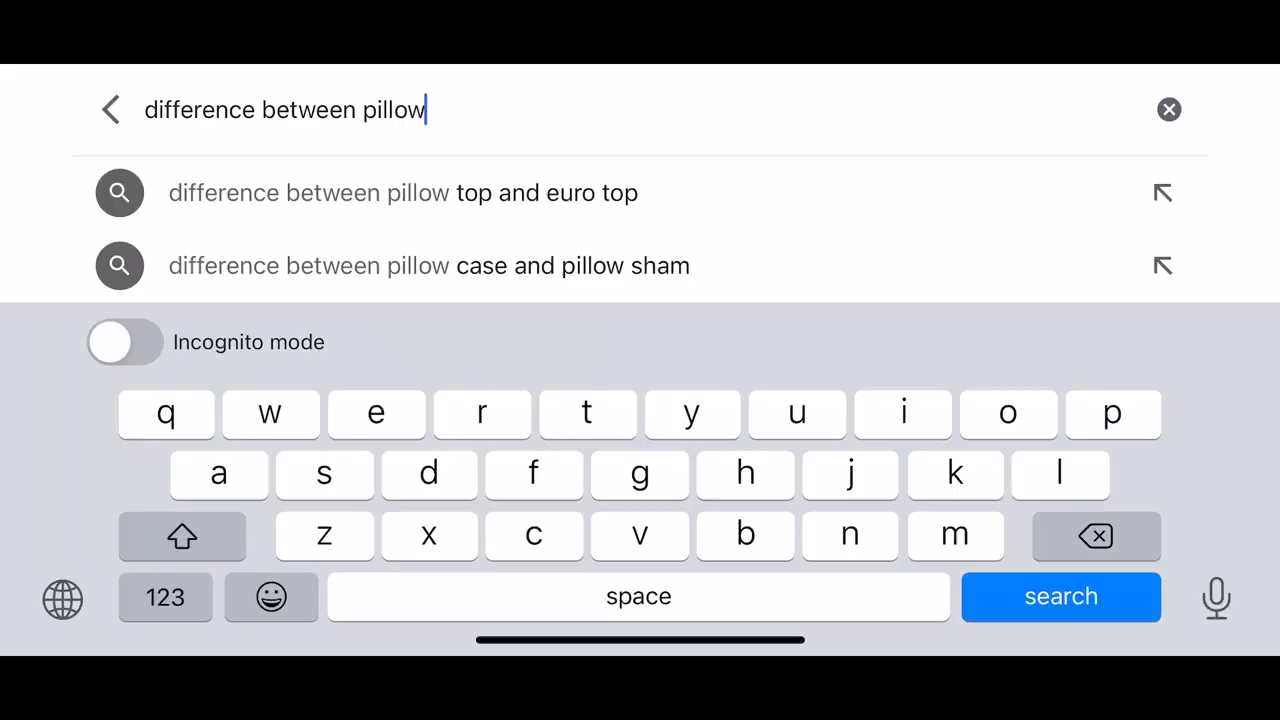 difference between pillow
difference between pillow top and euro top
difference between pillow case and pillow sham
Incognito mode
q w e r t y u i o p
a s d f g h j k l
z x c v b n m
123 space search